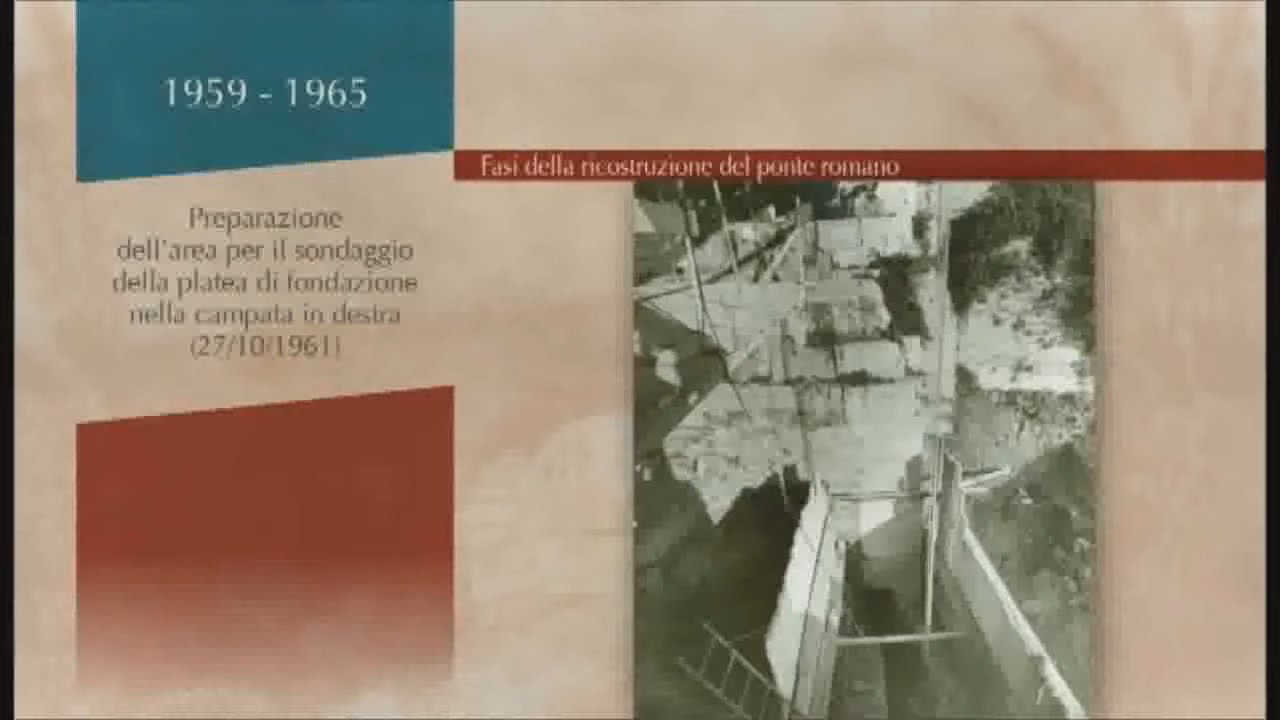 1959 - 1965
Fasi della ricostruzione del ponte romano
Preparazione
dell'area per il sondaggio
della platea di fondazione
nella campata in destra
(27/10/1961)